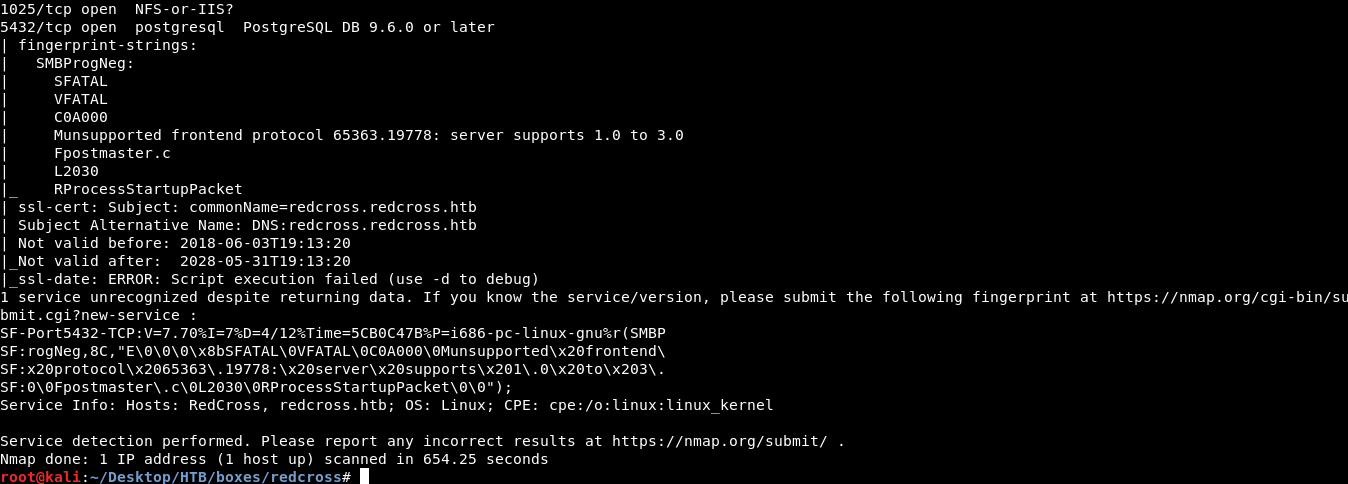 1025/tcp open  NFS-or-IIS?
5432/tcp open  postgresql  PostgreSQL DB 9.6.0 or later
| fingerprint-strings:
|   SMBProgNeg:
|     SFATAL
|     VFATAL
|     C0A000
|     Munsupported frontend protocol 65363.19778: server supports 1.0 to 3.0
|     Fpostmaster.c
|     L2030
|_    RProcessStartupPacket
| ssl-cert: Subject: commonName=redcross.redcross.htb
| Subject Alternative Name: DNS:redcross.redcross.htb
| Not valid before: 2018-06-03T19:13:20
|_Not valid after:  2028-05-31T19:13:20
|_ssl-date: ERROR: Script execution failed (use -d to debug)
1 service unrecognized despite returning data. If you know the service/version, please submit the following fingerprint at https://nmap.org/cgi-bin/su
bmit.cgi?new-service :
SF-Port5432-TCP:V=7.70%I=7%D=4/12%Time=5CB0C47B%P=i686-pc-linux-gnu%r(SMBP
SF:rogNeg,8C,"E\0\0\0\x8bSFATAL\0VFATAL\0C0A000\0Munsupported\x20frontend\
SF:x20protocol\x2065363\.19778:\x20server\x20supports\x201\.0\x20to\x203\.
SF:0\0Fpostmaster\.c\0L2030\0RProcessStartupPacket\0\0");
Service Info: Hosts: RedCross, redcross.htb; OS: Linux; CPE: cpe:/o:linux:linux_kernel

Service detection performed. Please report any incorrect results at https://nmap.org/submit/ .
Nmap done: 1 IP address (1 host up) scanned in 654.25 seconds
root@kali:~/Desktop/HTB/boxes/redcross#